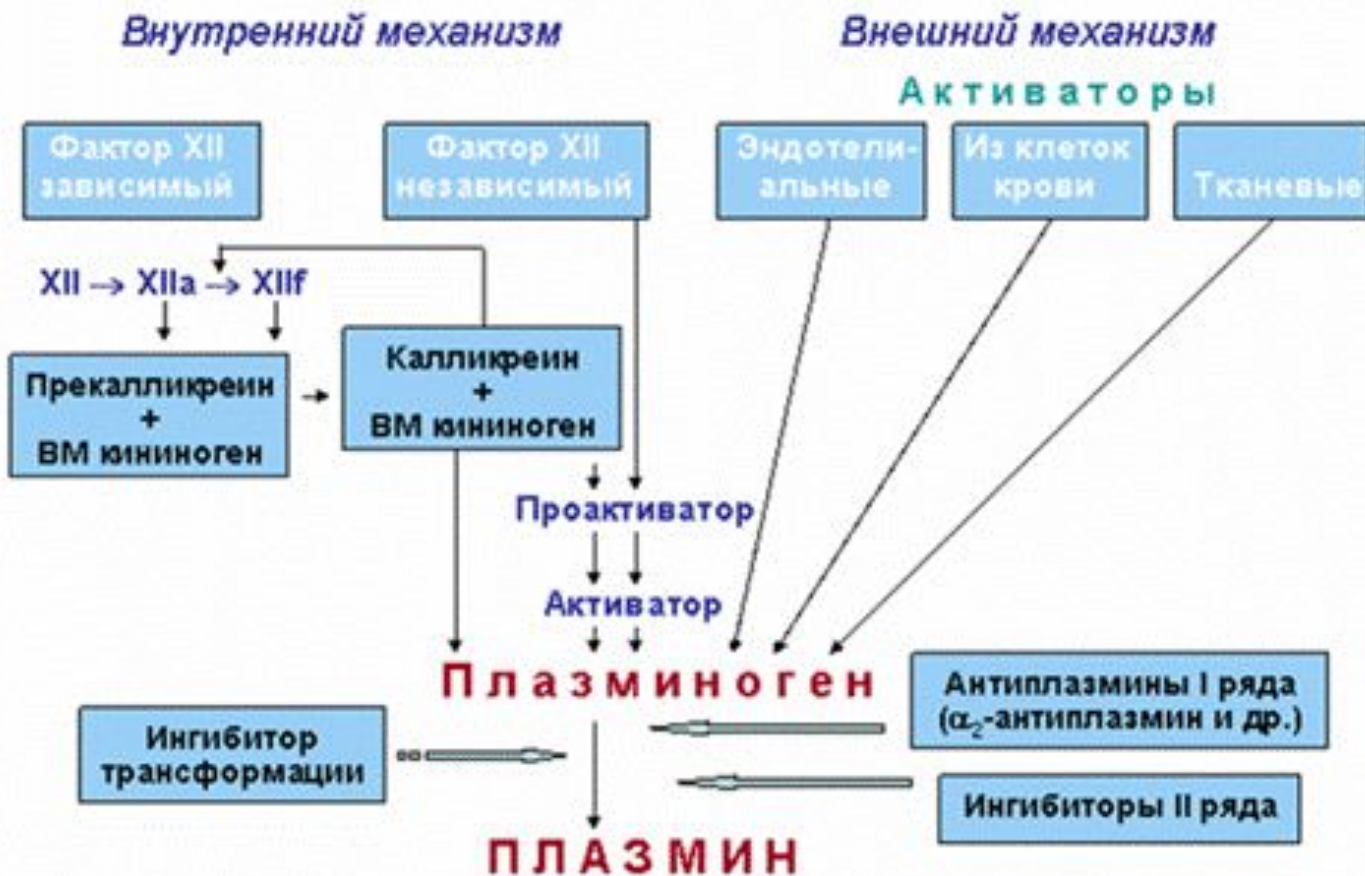 Внутренний механизм
Внешний механизм
Активаторы
Фактор XII
зависимый
Фактор XII
независимый
Эндотели-
альные
Из клеток
крови
Тканевые
XII → XIIa → XIIf
Прекалликреин
+
ВМ кининоген
Калликреин
+
ВМ кининоген
Проактиватор
Активатор
Плазминоген
Антиплазмины I ряда
(α₂-антиплазмин и др.)
Ингибитор
трансформации
Ингибиторы II ряда
ПЛАЗМИН